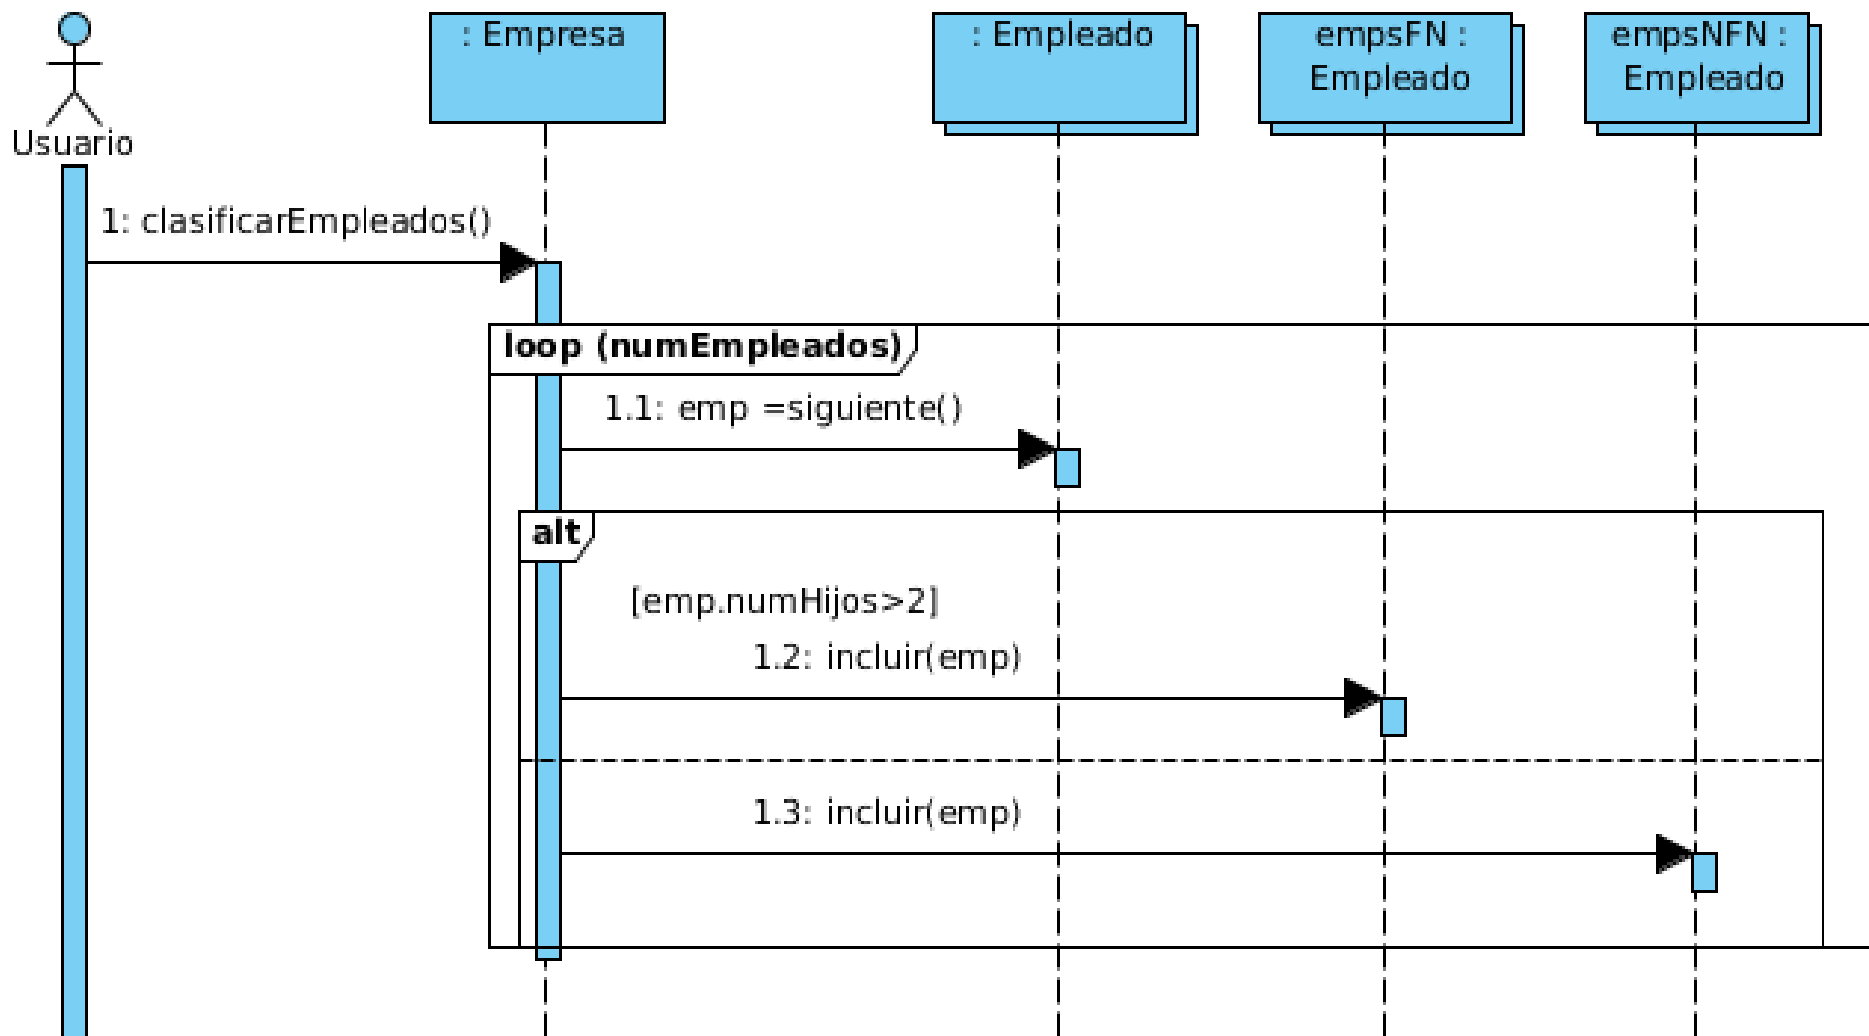 : Empresa
: Empleado
empsFN :
Empleado
empsNFN :
Empleado
Usuario
1: clasificarEmpleados()
loop (numEmpleados)
1.1: emp =siguiente()
alt
[emp.numHijos>2]
1.2: incluir(emp)
1.3: incluir(emp)